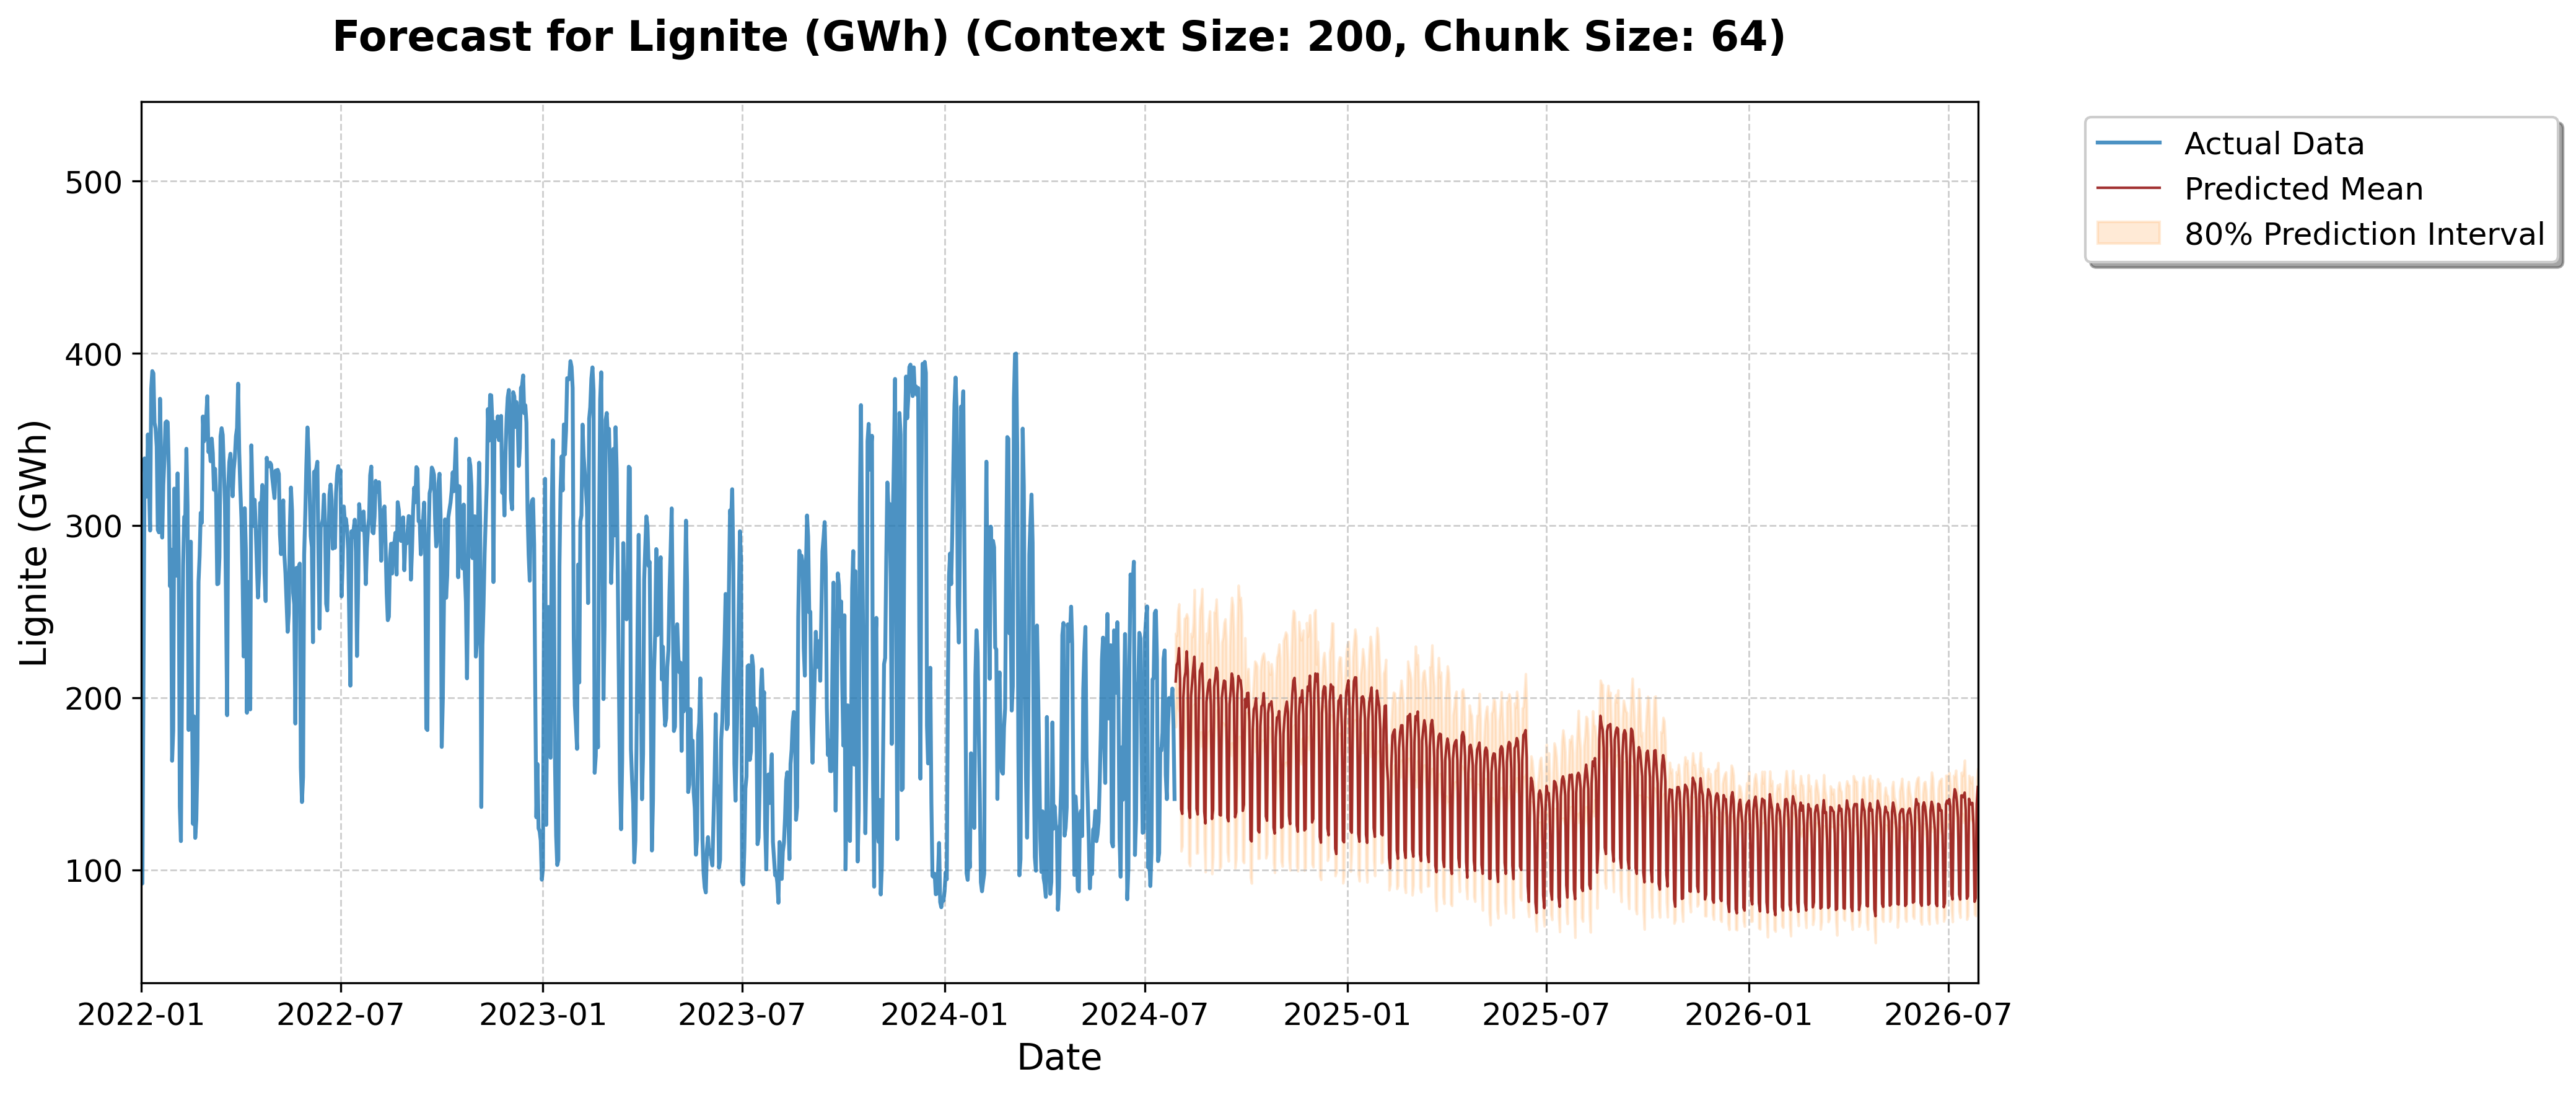 Forecast for Lignite (GWh) (Context Size: 200, Chunk Size: 64)
Actual Data
Predicted Mean
80% Prediction Interval
Lignite (GWh)
500
400
300
200
100
2022-01 2022-07 2023-01 2023-07 2024-01 2024-07 2025-01 2025-07 2026-01 2026-07
Date